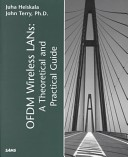 Juha Heiskala
John Terry, Ph.D.
OFDM Wireless LANs:
A Theoretical and
Practical Guide
SAMS